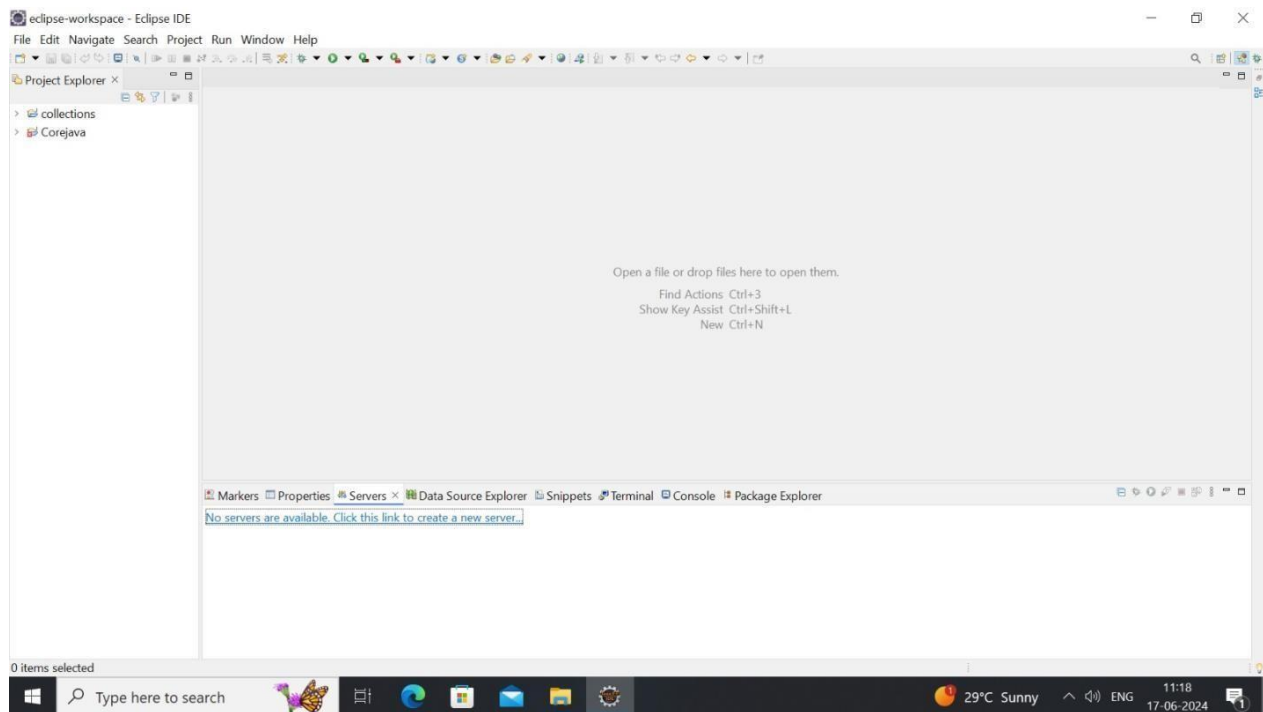 eclipse-workspace - Eclipse IDE
File Edit Navigate Search Project Run Window Help
Project Explorer
collections
Corejava
Open a file or drop files here to open them.
Find Actions Ctrl+3
Show Key Assist Ctrl+Shift+L
New Ctrl+N
Markers Properties Servers Data Source Explorer Snippets Terminal Console Package Explorer
No servers are available. Click this link to create a new server...
0 items selected
Type here to search
1
29°C Sunny
ENG
11:18
17-06-2024
1